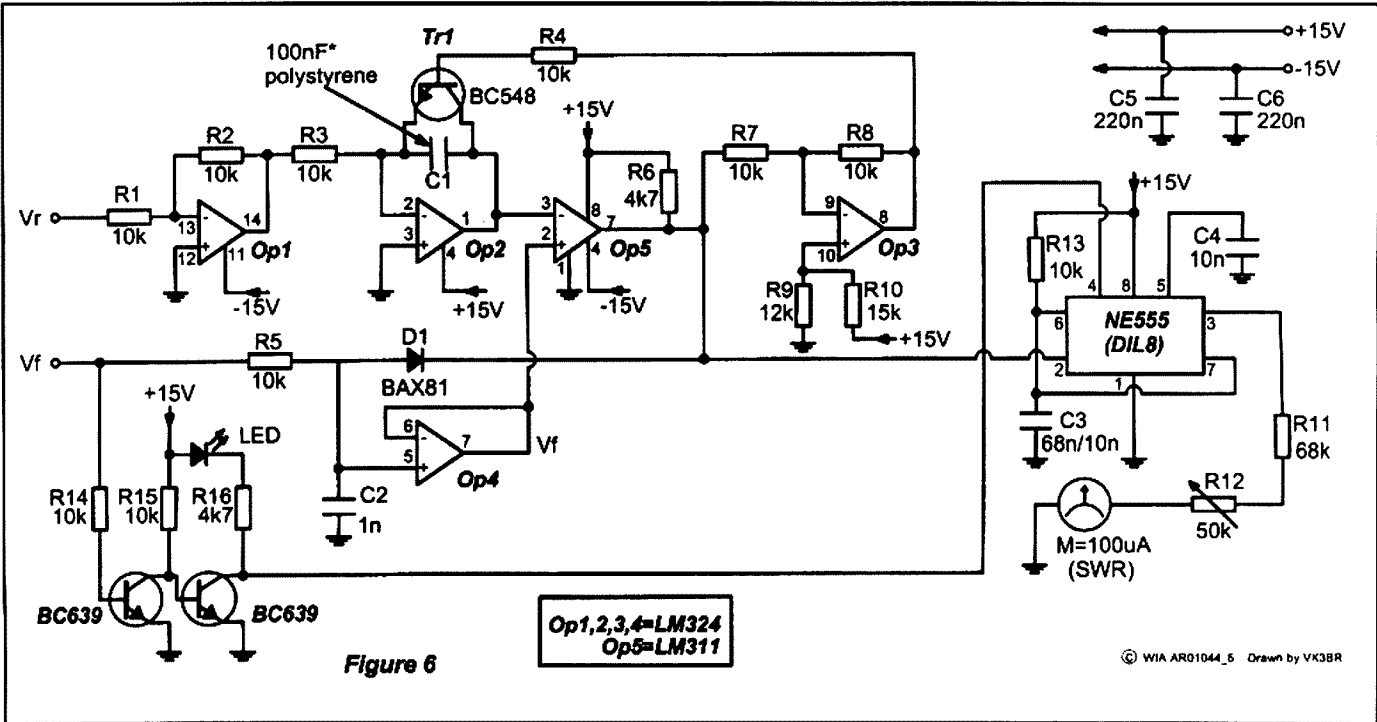 100nF*
polystyrene
Tr1
BC548
R4
10k
+15V
-15V
C5
220n
C6
220n
R2
10k
R3
10k
C1
+15V
R6
4k7
R7
10k
R8
10k
Vr
R1
10k
-
+
13
12
14
11
Op1
-15V
-
+
2
3
1
4
Op2
+15V
-
+
3
2
8
7
1
4
Op5
-15V
-
+
9
10
8
Op3
R9
12k
R10
15k
+15V
+15V
R13
10k
C4
10n
4
8
5
6
3
2
7
1
NE555
(DIL8)
C3
68n/10n
R11
68k
R12
50k
M=100uA
(SWR)
Vf
R5
10k
D1
BAX81
+15V
LED
-
+
6
5
7
Op4
Vf
C2
1n
R14
10k
R15
10k
R16
4k7
BC639
BC639
Op1,2,3,4=LM324
Op5=LM311
Figure 6
© WIA AR01044_5 Drawn by VK3BR